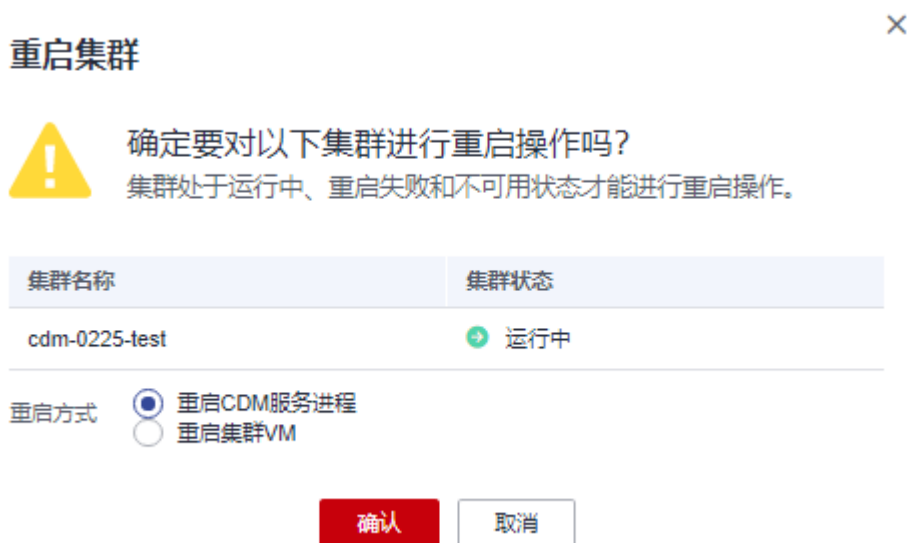 重启集群
确定要对以下集群进行重启操作吗?
集群处于运行中、重启失败和不可用状态才能进行重启操作。
集群名称 集群状态
cdm-0225-test 运行中
重启方式 重启CDM服务进程
重启集群VM
确认 取消